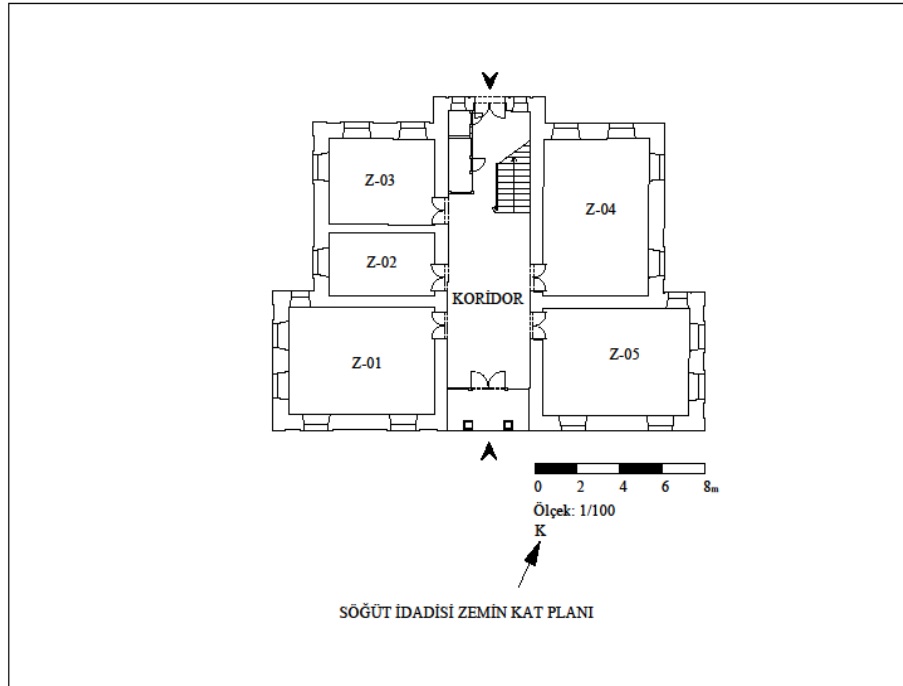 Z-03
Z-04
Z-02
KORİDOR
Z-01
Z-05
0 2 4 6 8m
Ölçek: 1/100
K
SÖĞÜT İDADİSİ ZEMİN KAT PLANI